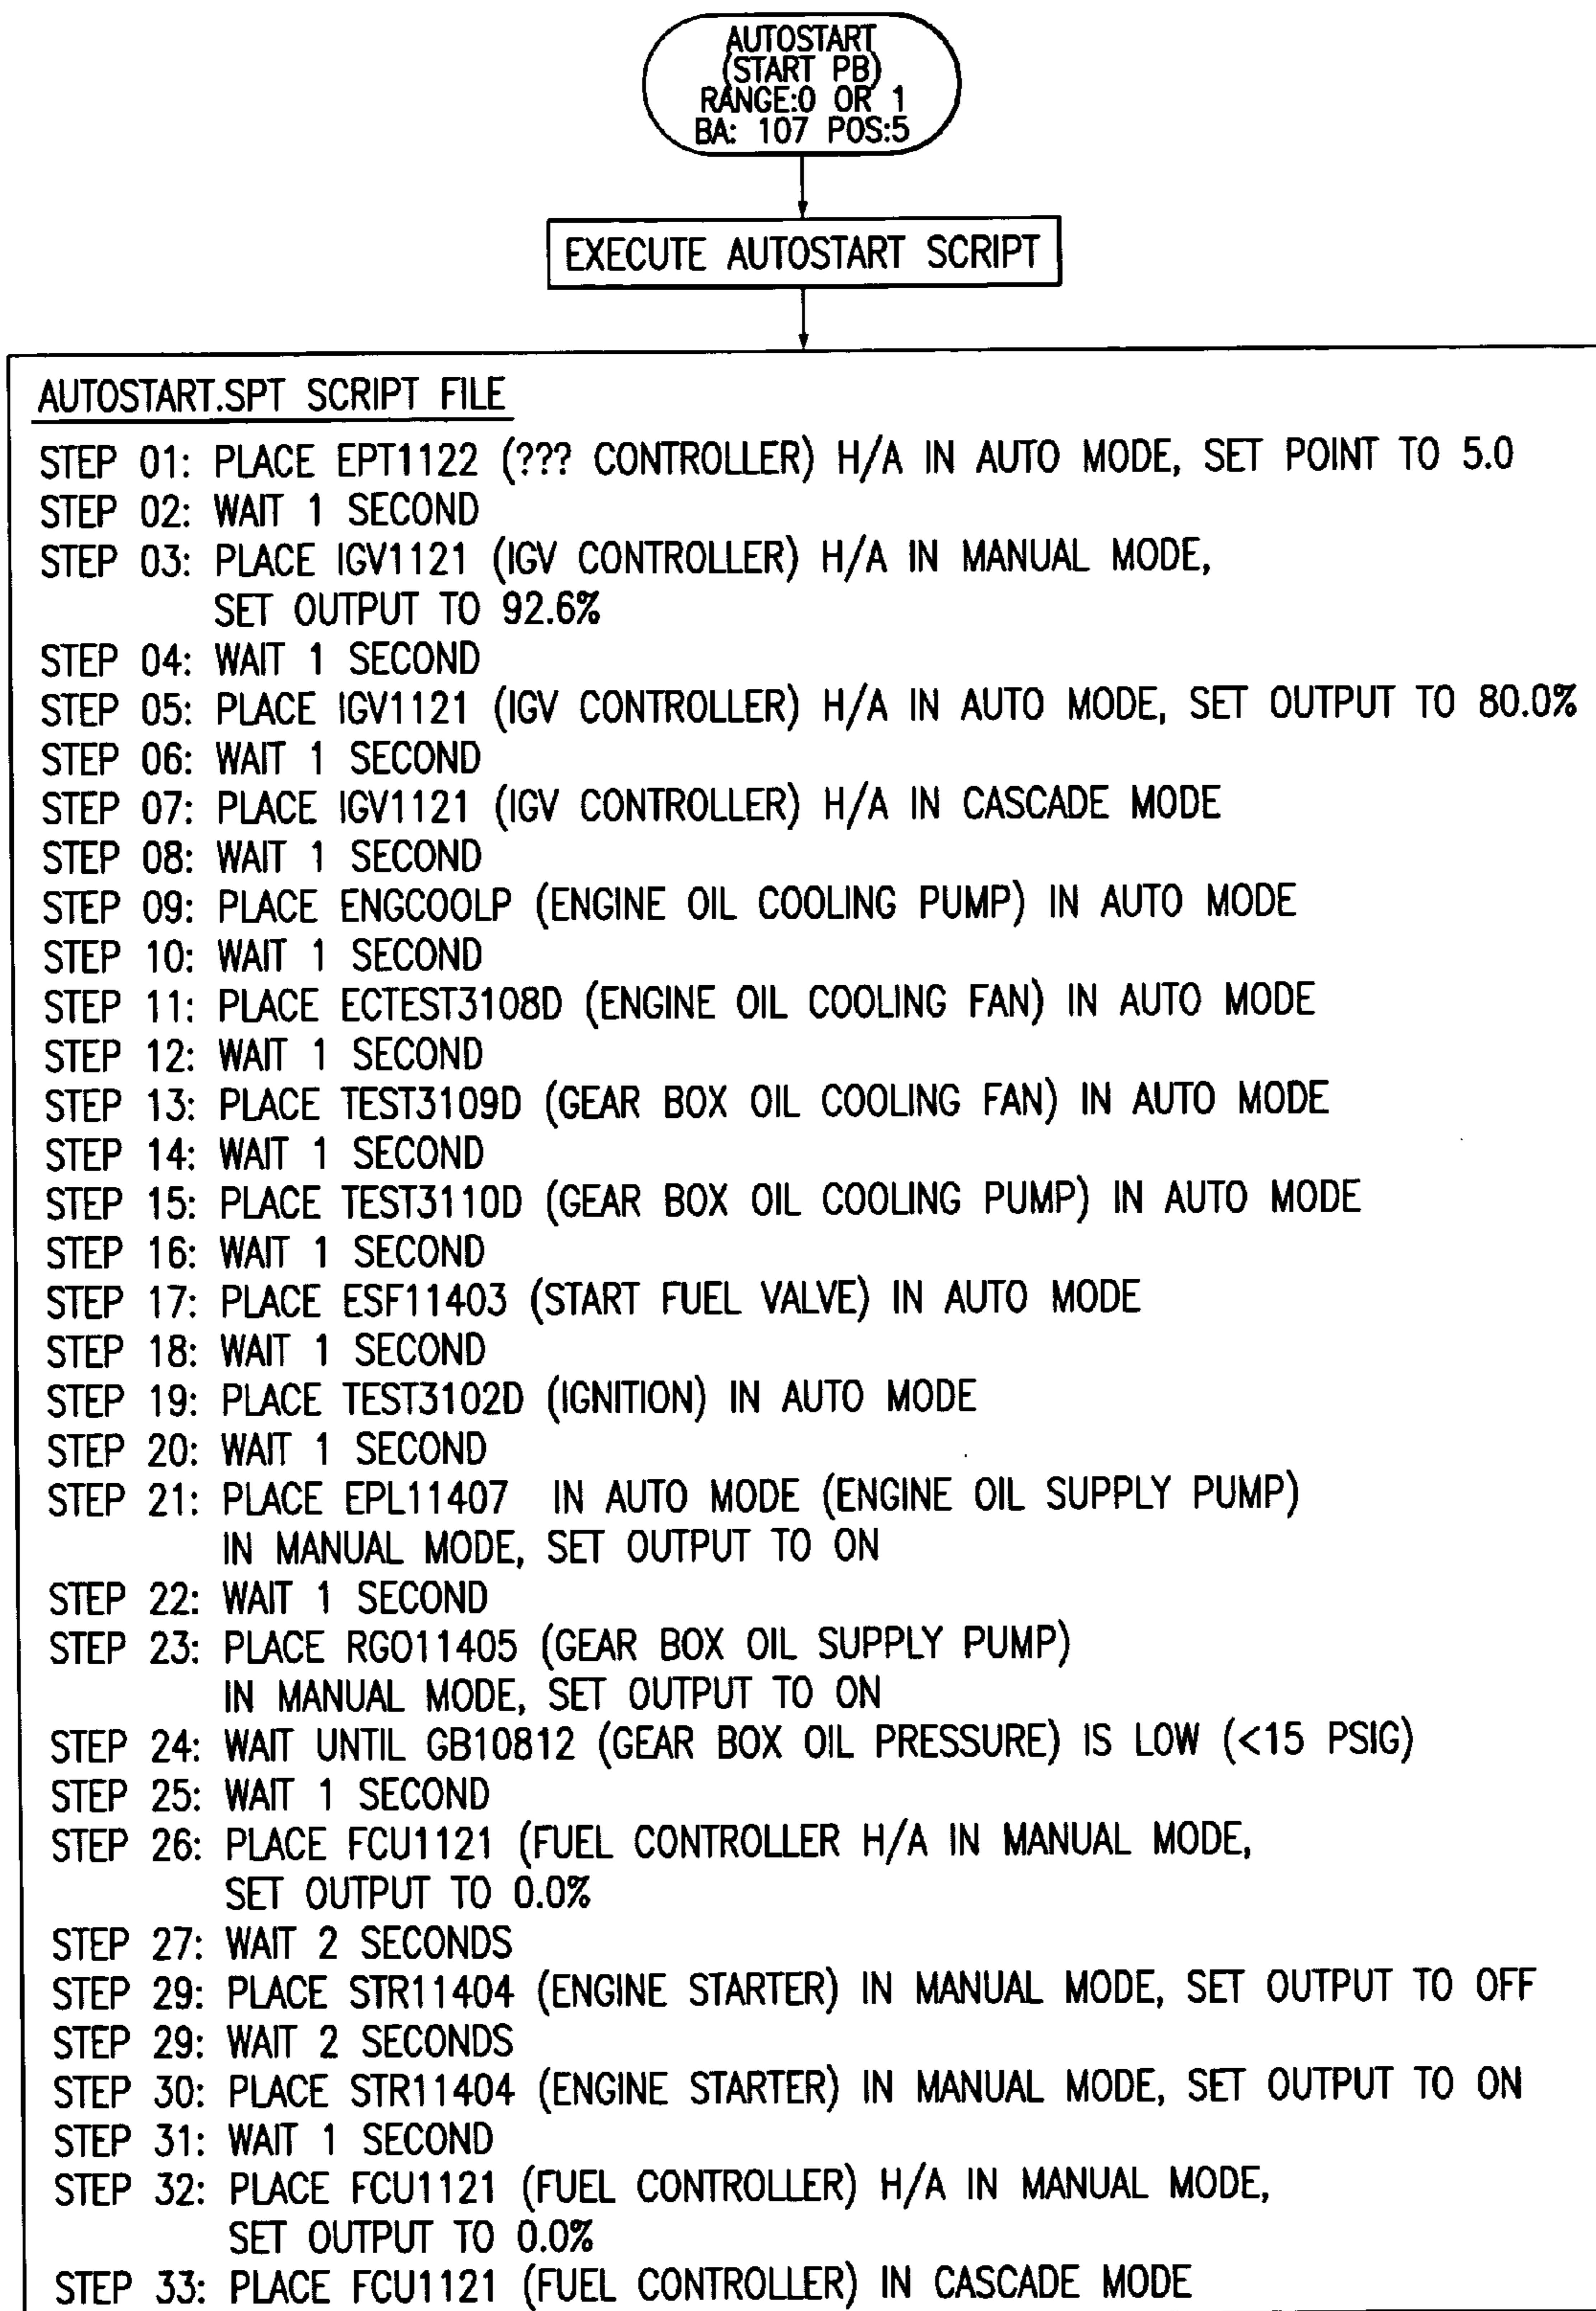 AUTOSTART
(START PB)
RANGE:0 OR 1
BA: 107 POS:5
EXECUTE AUTOSTART SCRIPT
AUTOSTART.SPT SCRIPT FILE
STEP 01: PLACE EPT1122 (??? CONTROLLER) H/A IN AUTO MODE, SET POINT TO 5.0
STEP 02: WAIT 1 SECOND
STEP 03: PLACE IGV1121 (IGV CONTROLLER) H/A IN MANUAL MODE,
SET OUTPUT TO 92.6%
STEP 04: WAIT 1 SECOND
STEP 05: PLACE IGV1121 (IGV CONTROLLER) H/A IN AUTO MODE, SET OUTPUT TO 80.0%
STEP 06: WAIT 1 SECOND
STEP 07: PLACE IGV1121 (IGV CONTROLLER) H/A IN CASCADE MODE
STEP 08: WAIT 1 SECOND
STEP 09: PLACE ENGCOOLP (ENGINE OIL COOLING PUMP) IN AUTO MODE
STEP 10: WAIT 1 SECOND
STEP 11: PLACE ECTEST3108D (ENGINE OIL COOLING FAN) IN AUTO MODE
STEP 12: WAIT 1 SECOND
STEP 13: PLACE TEST3109D (GEAR BOX OIL COOLING FAN) IN AUTO MODE
STEP 14: WAIT 1 SECOND
STEP 15: PLACE TEST3110D (GEAR BOX OIL COOLING PUMP) IN AUTO MODE
STEP 16: WAIT 1 SECOND
STEP 17: PLACE ESF11403 (START FUEL VALVE) IN AUTO MODE
STEP 18: WAIT 1 SECOND
STEP 19: PLACE TEST3102D (IGNITION) IN AUTO MODE
STEP 20: WAIT 1 SECOND
STEP 21: PLACE EPL11407 IN AUTO MODE (ENGINE OIL SUPPLY PUMP)
IN MANUAL MODE, SET OUTPUT TO ON
STEP 22: WAIT 1 SECOND
STEP 23: PLACE RGO11405 (GEAR BOX OIL SUPPLY PUMP)
IN MANUAL MODE, SET OUTPUT TO ON
STEP 24: WAIT UNTIL GB10812 (GEAR BOX OIL PRESSURE) IS LOW (<15 PSIG)
STEP 25: WAIT 1 SECOND
STEP 26: PLACE FCU1121 (FUEL CONTROLLER H/A IN MANUAL MODE,
SET OUTPUT TO 0.0%
STEP 27: WAIT 2 SECONDS
STEP 29: PLACE STR11404 (ENGINE STARTER) IN MANUAL MODE, SET OUTPUT TO OFF
STEP 29: WAIT 2 SECONDS
STEP 30: PLACE STR11404 (ENGINE STARTER) IN MANUAL MODE, SET OUTPUT TO ON
STEP 31: WAIT 1 SECOND
STEP 32: PLACE FCU1121 (FUEL CONTROLLER) H/A IN MANUAL MODE,
SET OUTPUT TO 0.0%
STEP 33: PLACE FCU1121 (FUEL CONTROLLER) IN CASCADE MODE